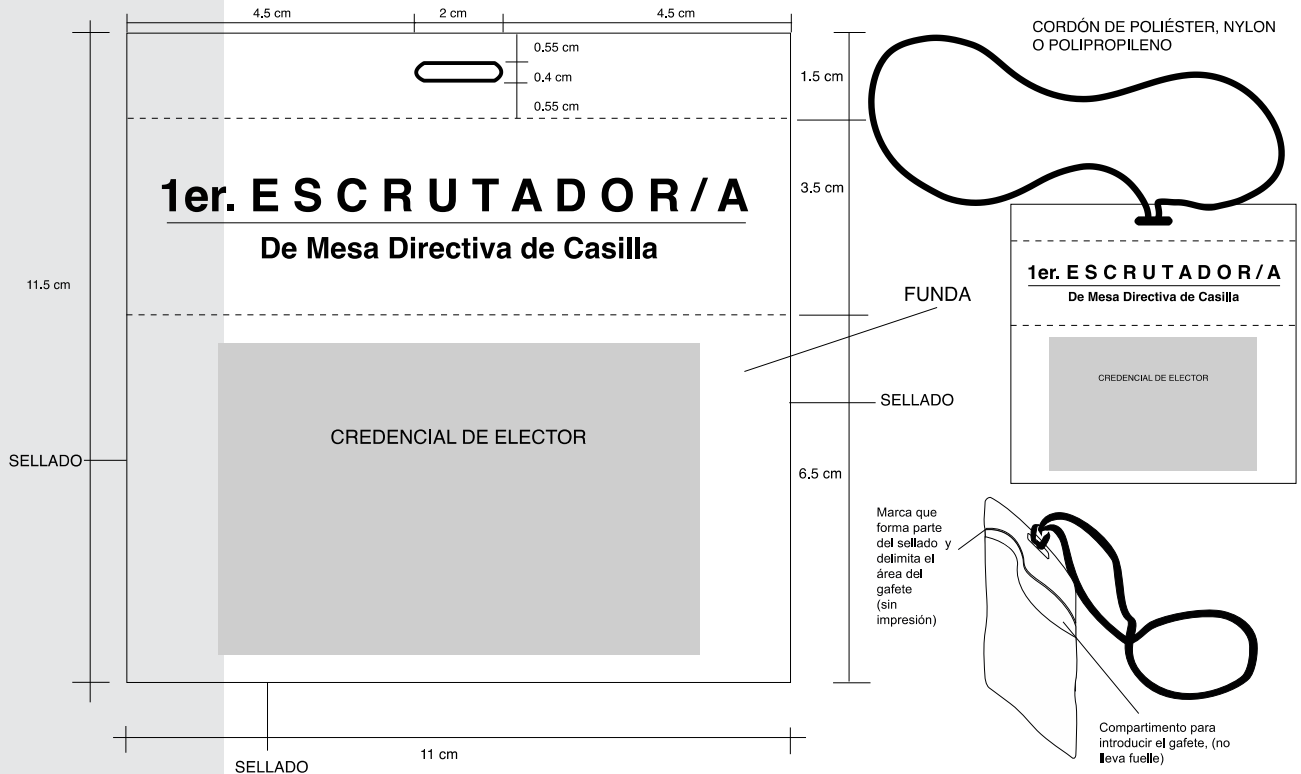 4.5 cm
2 cm
4.5 cm
0.55 cm
0.4 cm
0.55 cm
1.5 cm
CORDÓN DE POLIÉSTER, NYLON
O POLIPROPILENO
1er. ESCRUTADOR/A
De Mesa Directiva de Casilla
3.5 cm
11.5 cm
FUNDA
1er. ESCRUTADOR/A
De Mesa Directiva de Casilla
CREDENCIAL DE ELECTOR
SELLADO
CREDENCIAL DE ELECTOR
SELLADO
6.5 cm
Marca que
forma parte
del sellado y
delimita el
área del
gafete
(sin
impresión)
Compartimento para
introducir el gafete, (no
lleva fuelle)
11 cm
SELLADO